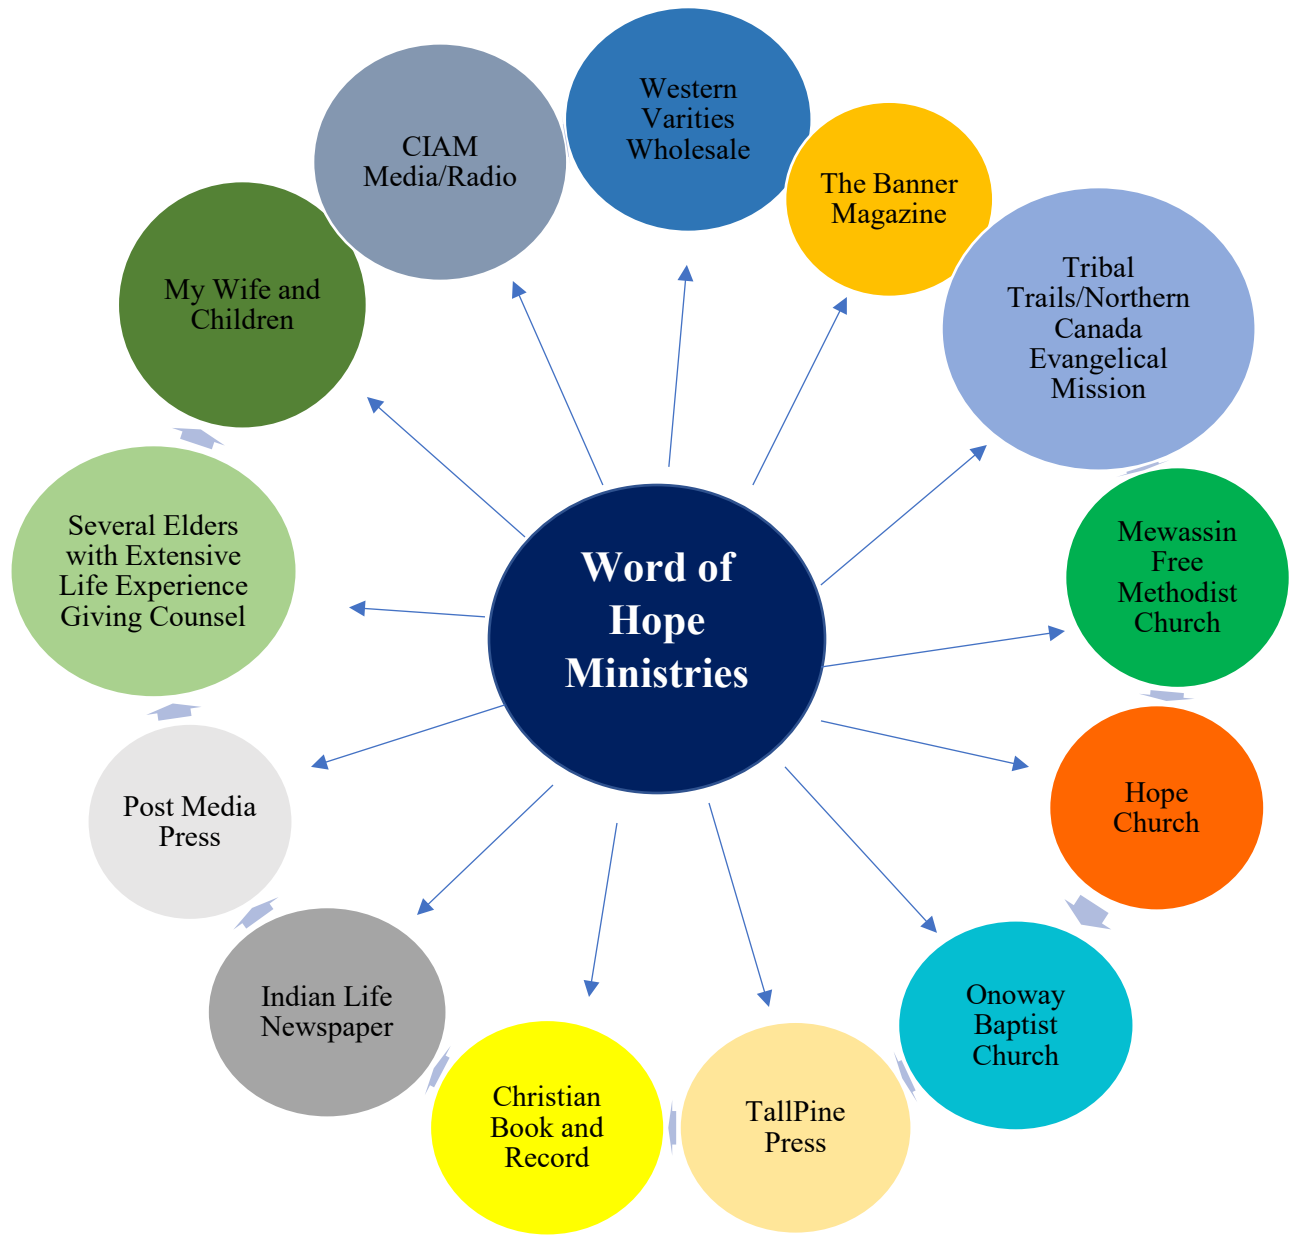 Western
Varities
Wholesale
The Banner
Magazine
Tribal
Trails/Northern
Canada
Evangelical
Mission
Mewassin
Free
Methodist
Church
Hope
Church
Onoway
Baptist
Church
TallPine
Press
Christian
Book and
Record
Indian Life
Newspaper
Post Media
Press
Several Elders
with Extensive
Life Experience
Giving Counsel
My Wife and
Children
CIAM
Media/Radio
Word of
Hope
Ministries